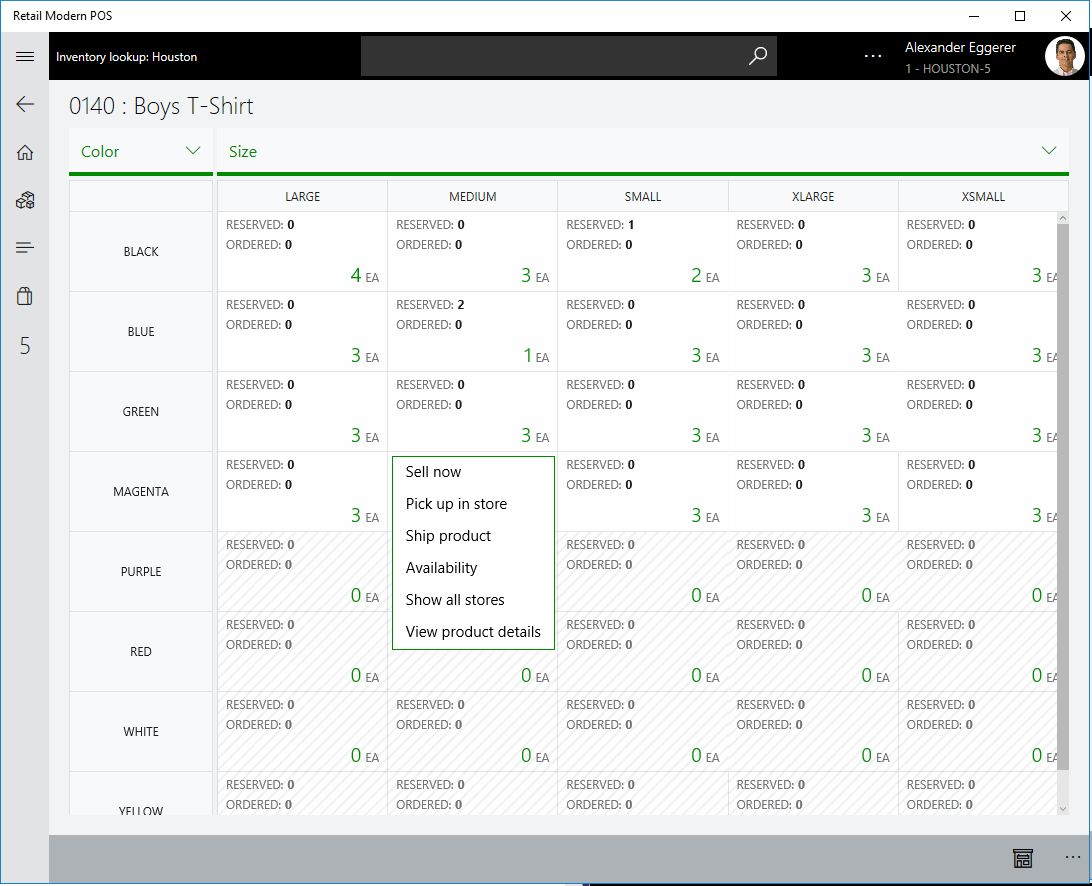 Retail Modern POS
Inventory lookup: Houston
Alexander Eggerer
1 - HOUSTON-5
0140 : Boys T-Shirt
Color
Size
LARGE MEDIUM SMALL XLARGE XSMALL
BLACK
RESERVED: 0 RESERVED: 0 RESERVED: 1 RESERVED: 0 RESERVED: 0
ORDERED: 0 ORDERED: 0 ORDERED: 0 ORDERED: 0 ORDERED: 0
4 EA 3 EA 2 EA 3 EA 3 EA
BLUE
RESERVED: 0 RESERVED: 2 RESERVED: 0 RESERVED: 0 RESERVED: 0
ORDERED: 0 ORDERED: 0 ORDERED: 0 ORDERED: 0 ORDERED: 0
3 EA 1 EA 3 EA 3 EA 3 EA
5
GREEN
RESERVED: 0 RESERVED: 0 RESERVED: 0 RESERVED: 0 RESERVED: 0
ORDERED: 0 ORDERED: 0 ORDERED: 0 ORDERED: 0 ORDERED: 0
3 EA 3 EA 3 EA 3 EA 3 EA
MAGENTA
RESERVED: 0 RESERVED: 0 RESERVED: 0 RESERVED: 0
ORDERED: 0 ORDERED: 0 ORDERED: 0 ORDERED: 0
3 EA 3 EA 3 EA 3 EA
Sell now
Pick up in store
Ship product
Availability
Show all stores
View product details
PURPLE
RESERVED: 0 RESERVED: 0 RESERVED: 0 RESERVED: 0
ORDERED: 0 ORDERED: 0 ORDERED: 0 ORDERED: 0
0 EA 0 EA 0 EA 0 EA
RED
RESERVED: 0 RESERVED: 0 RESERVED: 0 RESERVED: 0
ORDERED: 0 ORDERED: 0 ORDERED: 0 ORDERED: 0
0 EA 0 EA 0 EA 0 EA 0 EA
WHITE
RESERVED: 0 RESERVED: 0 RESERVED: 0 RESERVED: 0 RESERVED: 0
ORDERED: 0 ORDERED: 0 ORDERED: 0 ORDERED: 0 ORDERED: 0
0 EA 0 EA 0 EA 0 EA 0 EA
YELLOW
RESERVED: 0 RESERVED: 0 RESERVED: 0 RESERVED: 0 RESERVED: 0
ORDERED: 0 ORDERED: 0 ORDERED: 0 ORDERED: 0 ORDERED: 0